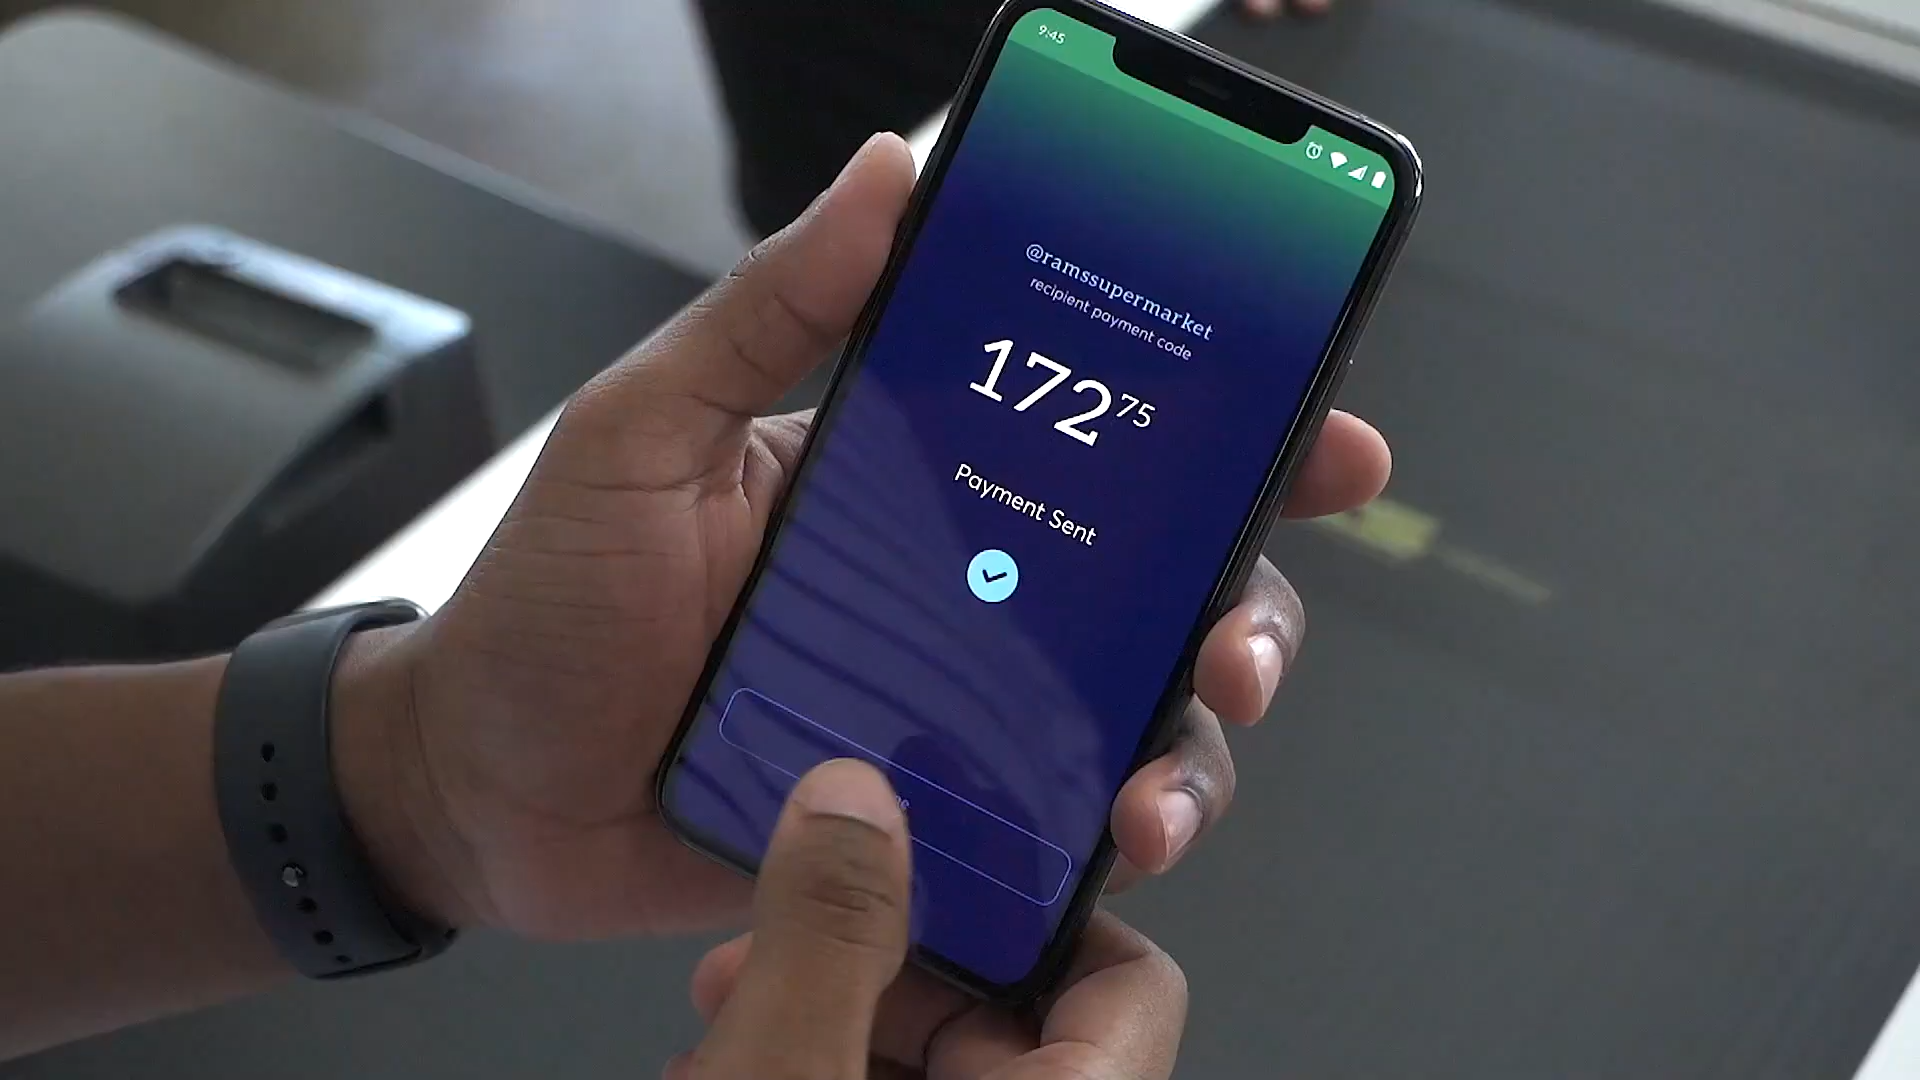 9:45
@ramssupermarket
recipient payment code
172 75
Payment Sent